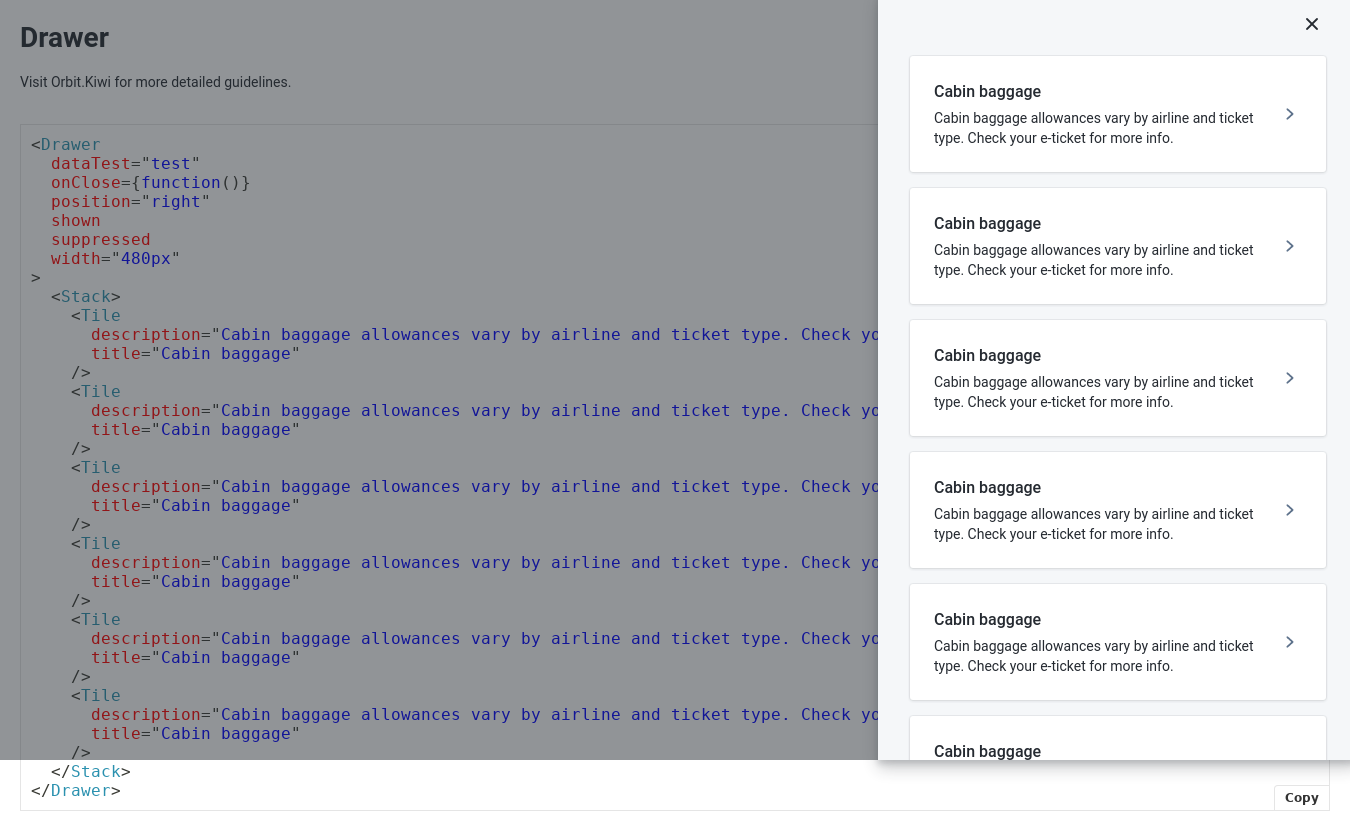 Drawer
Visit Orbit.Kiwi for more detailed guidelines.
<Drawer
  dataTest="test"
  onClose={function()}
  position="right"
  shown
  suppressed
  width="480px"
>
  <Stack>
    <Tile
      description="Cabin baggage allowances vary by airline and ticket type. Check yo
      title="Cabin baggage"
    />
    <Tile
      description="Cabin baggage allowances vary by airline and ticket type. Check yo
      title="Cabin baggage"
    />
    <Tile
      description="Cabin baggage allowances vary by airline and ticket type. Check yo
      title="Cabin baggage"
    />
    <Tile
      description="Cabin baggage allowances vary by airline and ticket type. Check yo
      title="Cabin baggage"
    />
    <Tile
      description="Cabin baggage allowances vary by airline and ticket type. Check yo
      title="Cabin baggage"
    />
    <Tile
      description="Cabin baggage allowances vary by airline and ticket type. Check yo
      title="Cabin baggage"
    />
  </Stack>
</Drawer>
Copy
Cabin baggage
Cabin baggage allowances vary by airline and ticket
type. Check your e-ticket for more info.
Cabin baggage
Cabin baggage allowances vary by airline and ticket
type. Check your e-ticket for more info.
Cabin baggage
Cabin baggage allowances vary by airline and ticket
type. Check your e-ticket for more info.
Cabin baggage
Cabin baggage allowances vary by airline and ticket
type. Check your e-ticket for more info.
Cabin baggage
Cabin baggage allowances vary by airline and ticket
type. Check your e-ticket for more info.
Cabin baggage